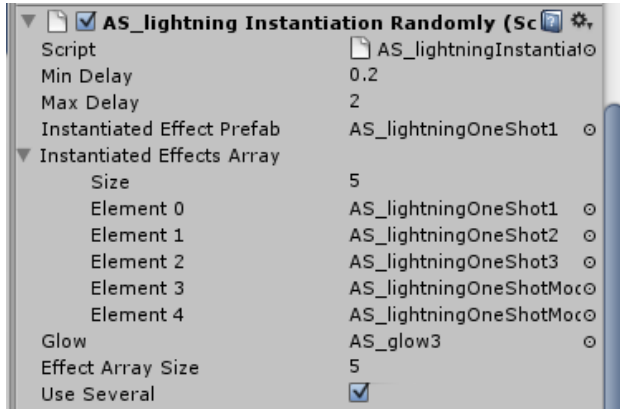 AS_lightning Instantiation Randomly (Sc
Script AS_lightningInstantiat
Min Delay 0.2
Max Delay 2
Instantiated Effect Prefab AS_lightningOneShot1
Instantiated Effects Array
Size 5
Element 0 AS_lightningOneShot1
Element 1 AS_lightningOneShot2
Element 2 AS_lightningOneShot3
Element 3 AS_lightningOneShotMoc
Element 4 AS_lightningOneShotMoc
Glow AS_glow3
Effect Array Size 5
Use Several